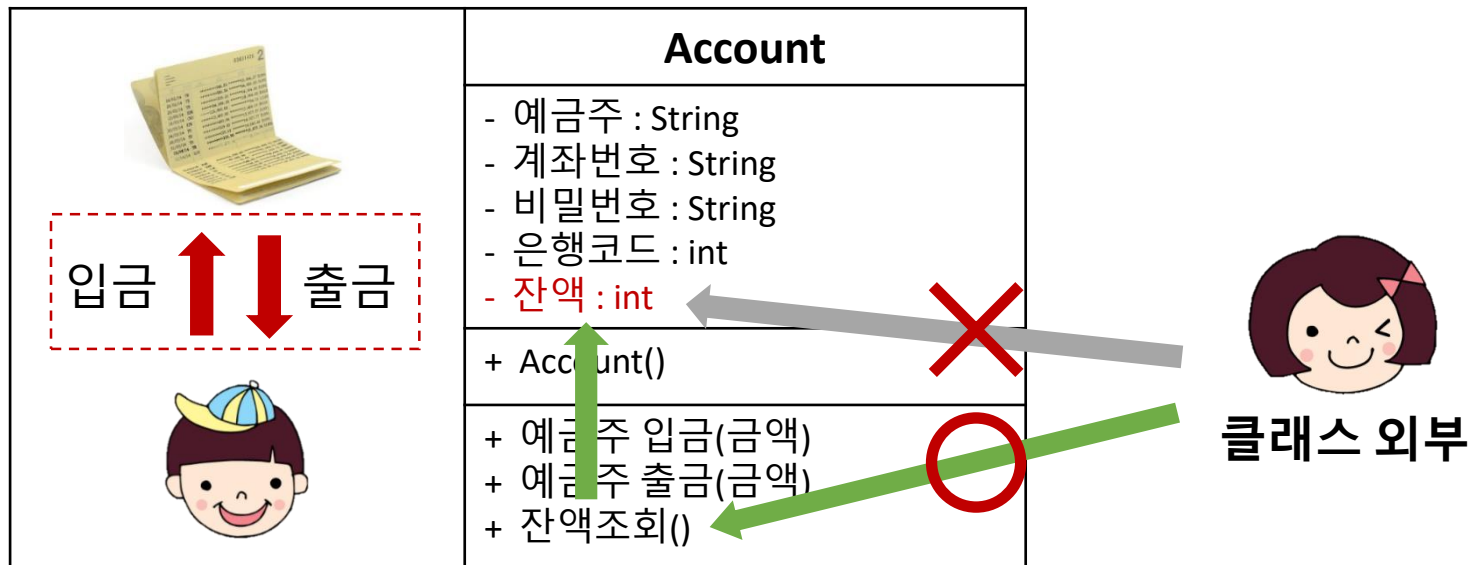 Account
- 예금주 : String
- 계좌번호 : String
- 비밀번호 : String
- 은행코드 : int
- 잔액 : int
+ Account()
+ 예금주 입금(금액)
+ 예금주 출금(금액)
+ 잔액조회()
입금
출금
클래스 외부